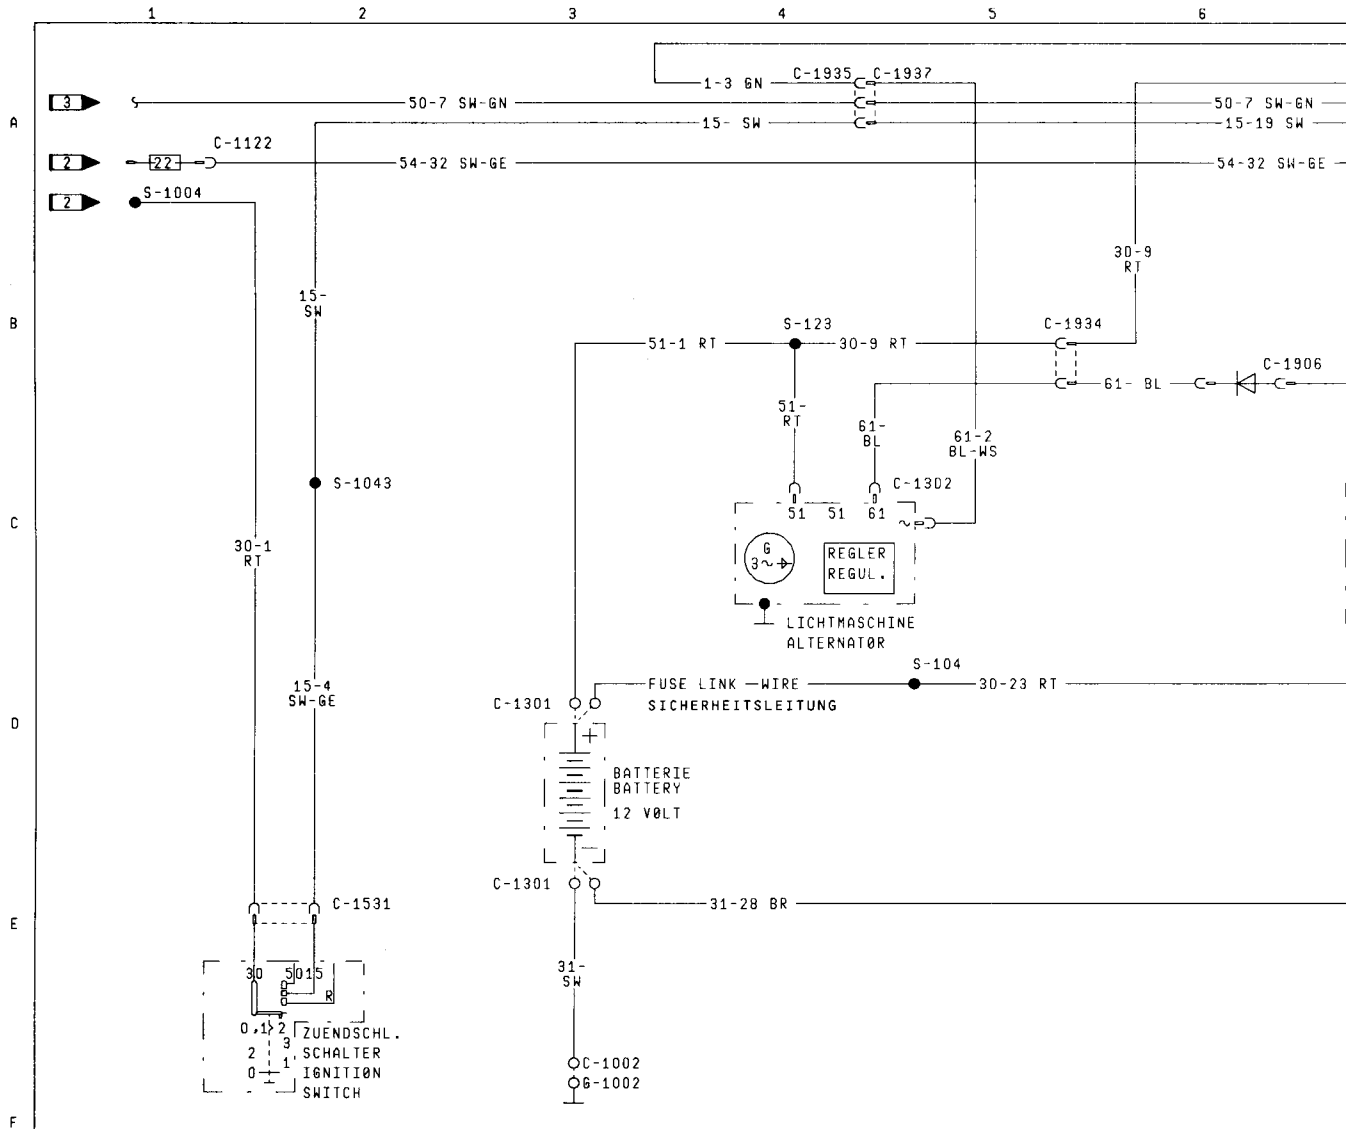 1 2 3 4 5 6
1-3 GN C-1935 C-1937
3 50-7 SW-GN 50-7 SW-GN
A 15- SW 15-19 SW
C-1122
2 22 54-32 SW-GE 54-32 SW-GE
2 S-1004
30-9
RT
15-
SW
B S-123 C-1934
51-1 RT 30-9 RT
C-1906
61- BL
51-
RT
61-
BL
61-2
BL-WS
S-1043 C-1302
51 51 61
C ~
30-1
RT
G
3~
REGLER
REGUL.
LICHTMASCHINE
ALTERNATØR
S-104
15-4
SW-GE
FUSE LINK WIRE 30-23 RT
C-1301 SICHERHEITSLEITUNG
D +
BATTERIE
BATTERY
12 VØLT
C-1301
C-1531 31-28 BR
E
31-
SW
30 50 15
R
0,1 2
3
2
1
0
ZUENDSCHL.
SCHALTER
IGNITIØN
SWITCH
C-1002
G-1002
F